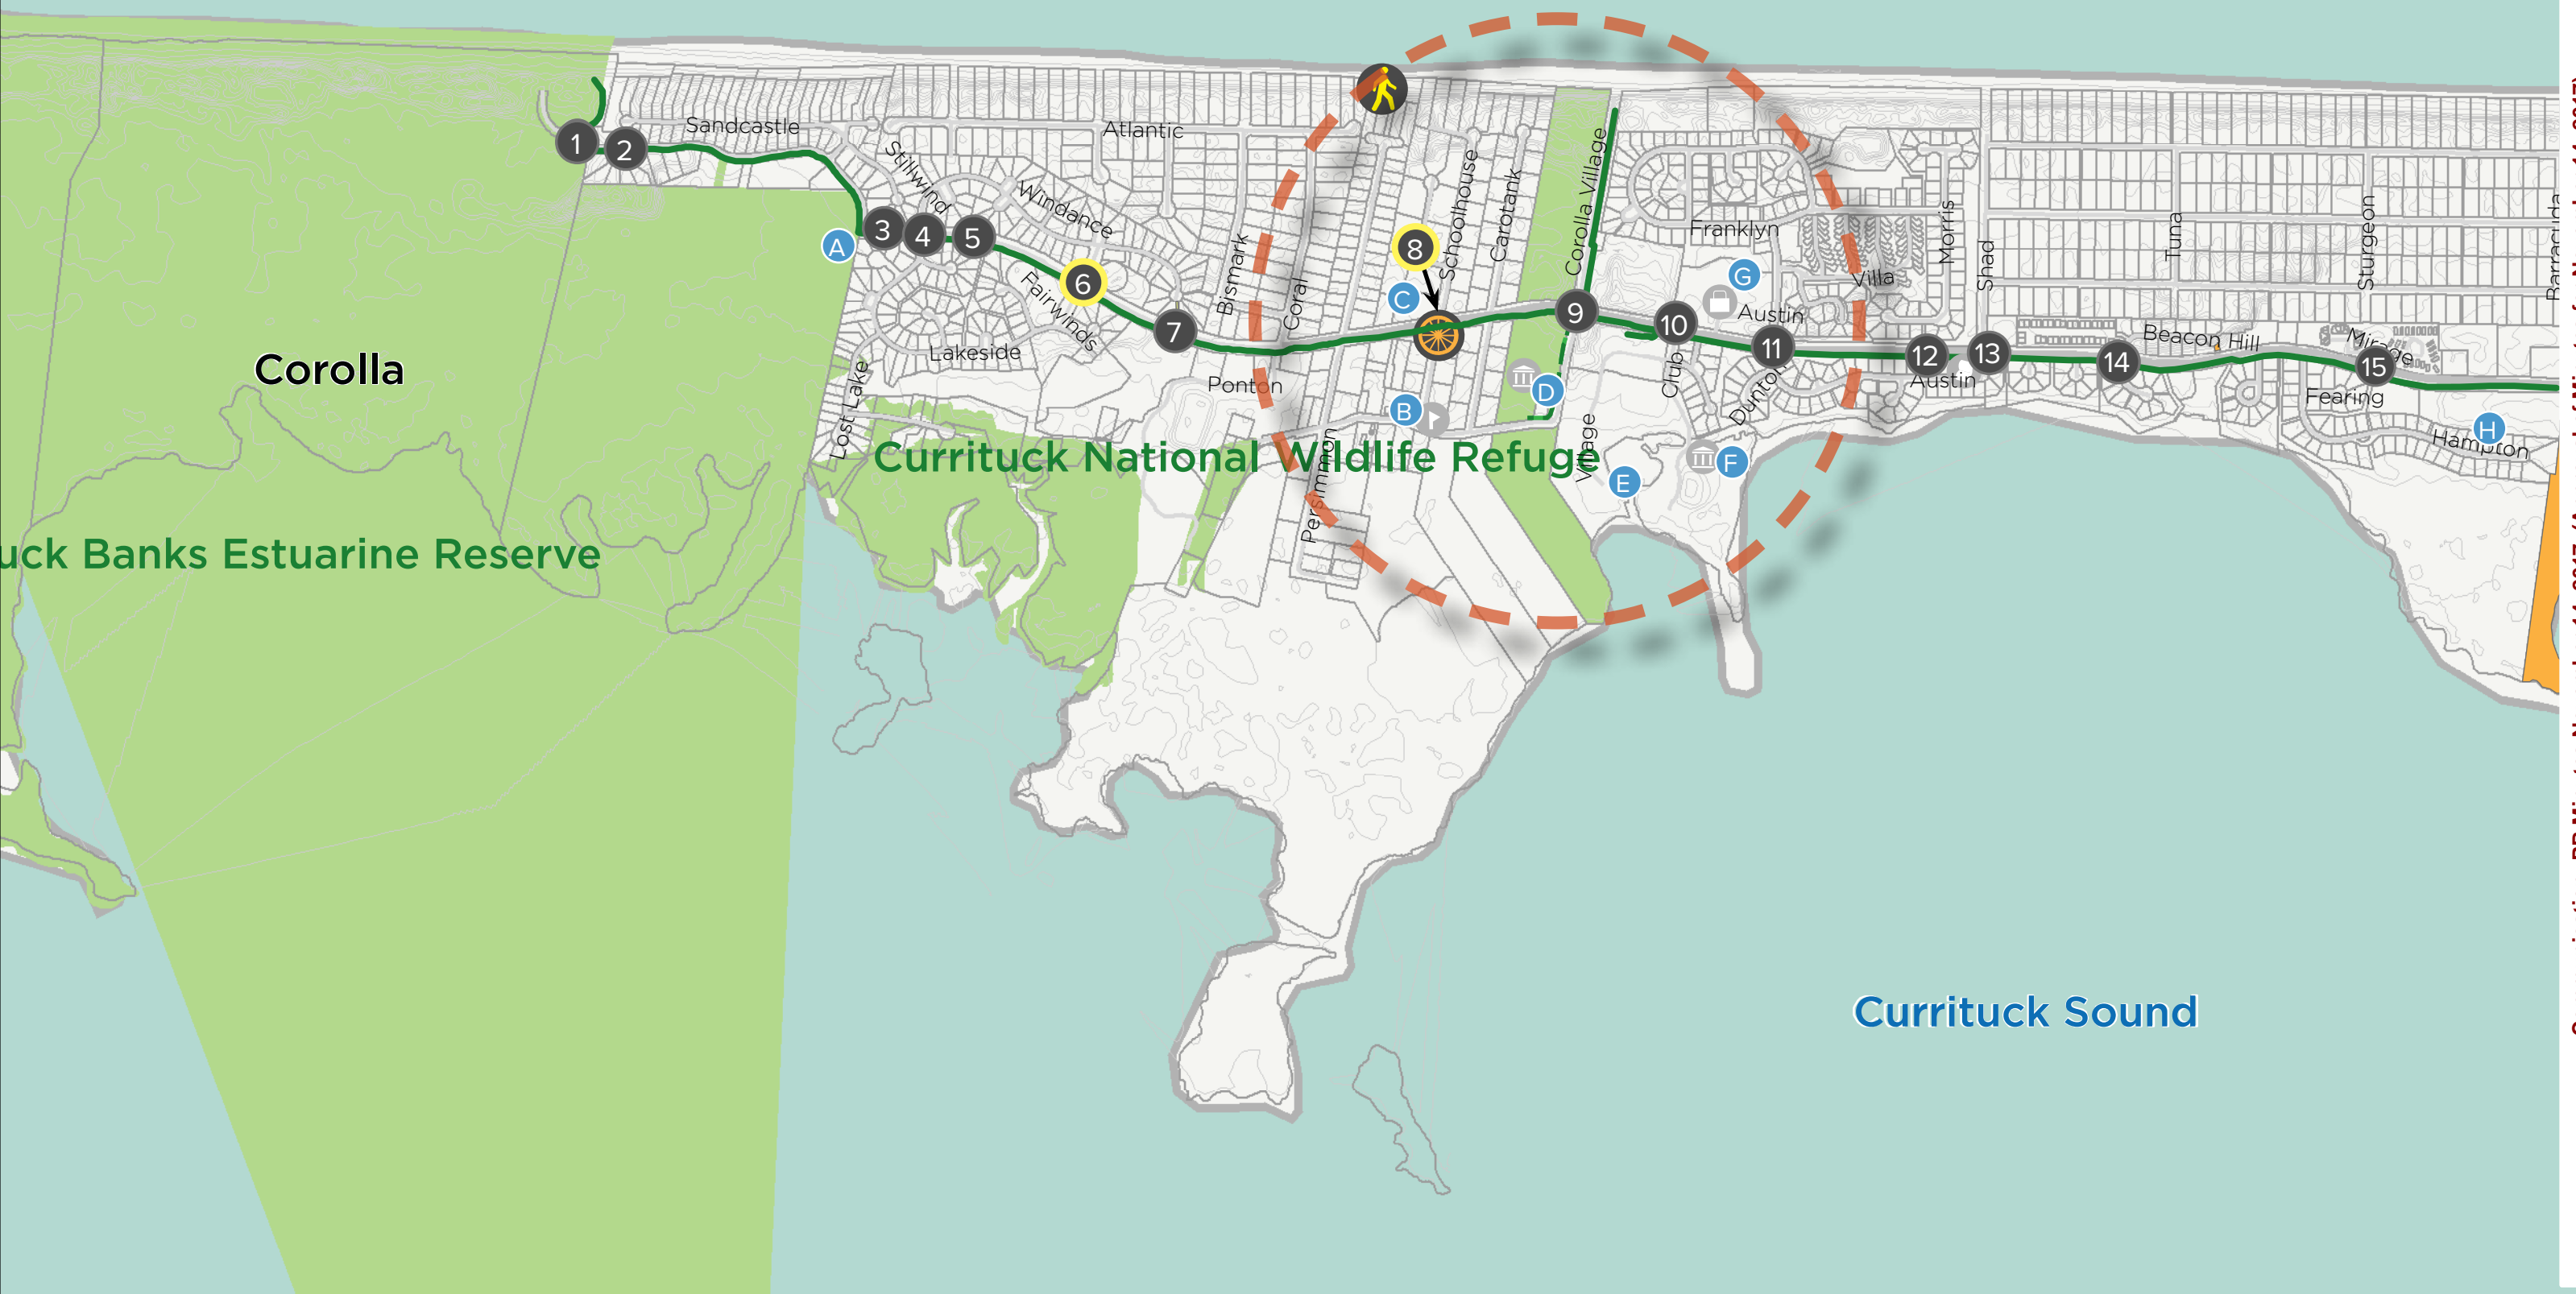 1
2
Sandcastle
Atlantic
Stillwind
Windance
A
3
4
5
6
Fairwinds
Lakeside
Lost Lake
7
Bismark
Coral
Ponton
8
Schoolhouse
Carotank
C
B
Persimmon
Corolla Village
9
D
Village
E
F
Club
10
G
Franklyn
Austin
11
Dunton
Villa
Morris
Shad
12
Austin
13
14
Tuna
Beacon Hill
Sturgeon
Mirage
15
Fearing
H
Hampton
Barracuda
Corolla
Currituck National Wildlife Refuge
uck Banks Estuarine Reserve
Currituck Sound